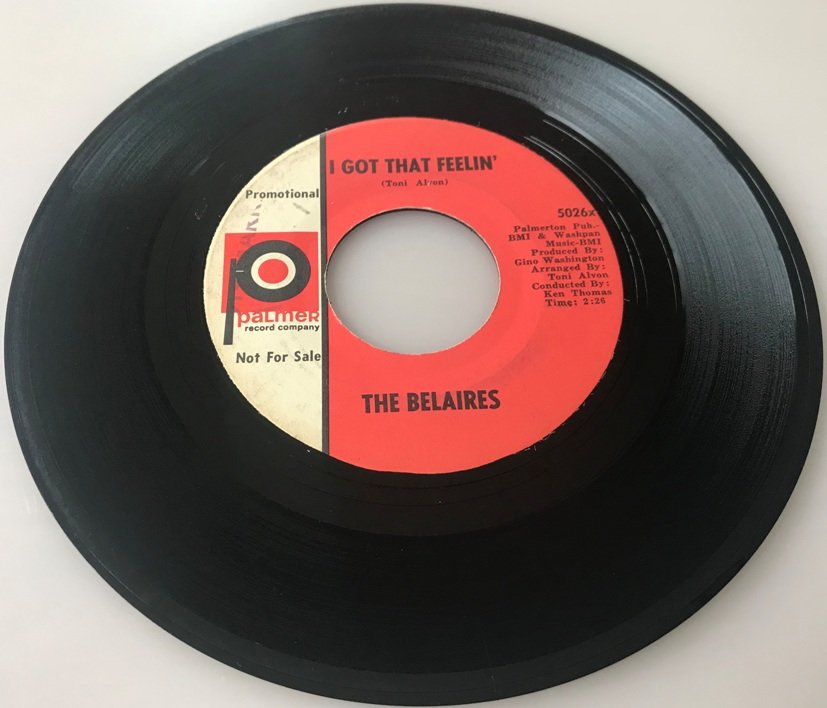 I GOT THAT FEELIN'
(Toni Alvon)
Promotional
5026x
Palmerton Pub.-
BMI & Washpan
Music-BMI
Produced By:
Gino Washington
Arranged By:
Toni Alvon
Conducted By:
Ken Thomas
Time: 2:26
paLmeR
record company
Not For Sale
THE BELAIRES